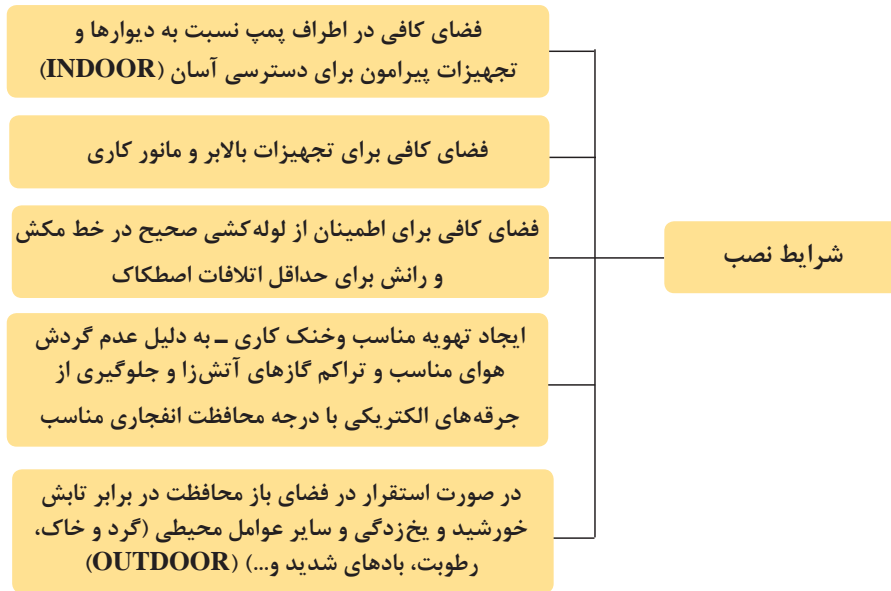 شرایط نصب
فضای کافی در اطراف پمپ نسبت به دیوارها و
تجهیزات پیرامون برای دسترسی آسان (INDOOR)
فضای کافی برای تجهیزات بالابر و مانور کاری
فضای کافی برای اطمینان از لوله‌کشی صحیح در خط مکش
و رانش برای حداقل اتلافات اصطکاک
ایجاد تهویه مناسب وخنک کاری ـ به دلیل عدم گردش
هوای مناسب و تراکم گازهای آتش‌زا و جلوگیری از
جرقه‌های الکتریکی با درجه محافظت انفجاری مناسب
در صورت استقرار در فضای باز محافظت در برابر تابش
خورشید و یخ‌زدگی و سایر عوامل محیطی (گرد و خاک،
رطوبت، بادهای شدید و...) (OUTDOOR)